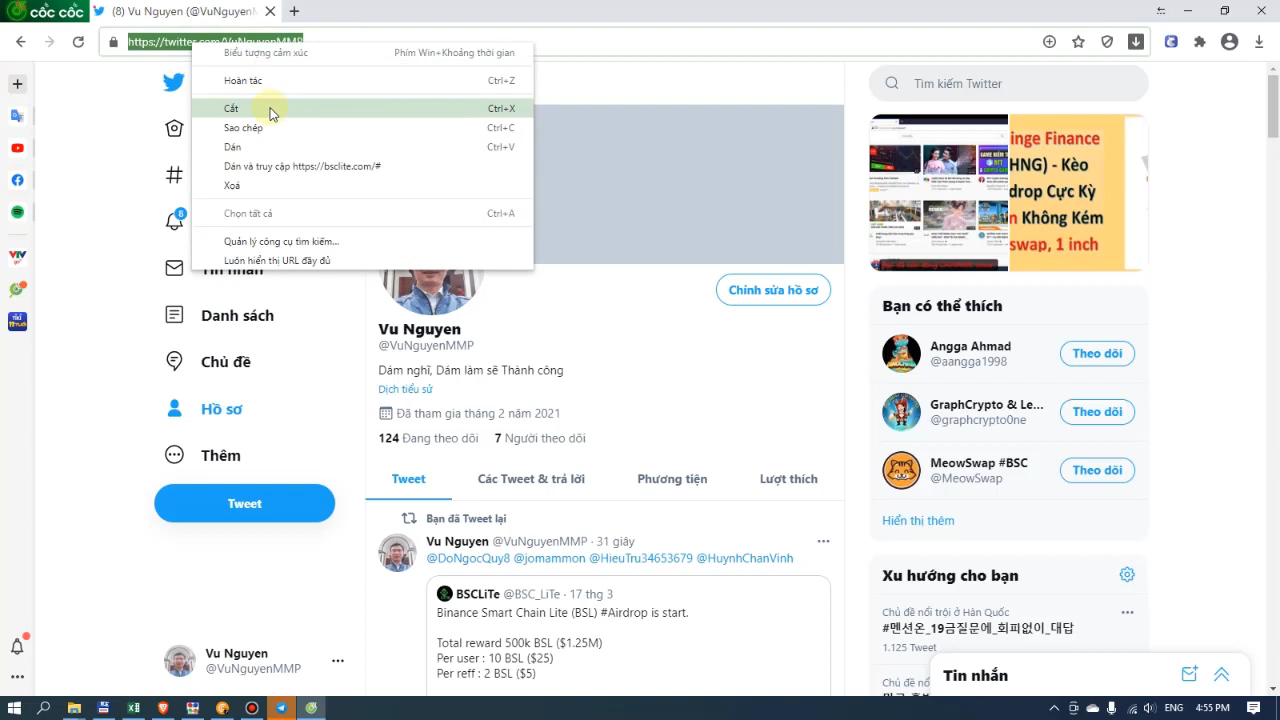 cốc cốc
(8) Vu Nguyen (@VuNguyenM
https://twitter.com/VuNguyenMMP
Biểu tượng cảm xúc Phím Win+Khoảng thời gian
Hoàn tác Ctrl+Z
Cắt Ctrl+X
Sao chép Ctrl+C
Dán Ctrl+V
Dán và truy cập https://bsclite.com/#
Xóa
Chọn tất cả Ctrl+A
Quản lý công cụ tìm kiếm...
Luôn hiển thị URL đầy đủ
Tìm kiếm Twitter
8
Tin nhắn
Danh sách
Chủ đề
Hồ sơ
Thêm
Tweet
Vu Nguyen
@VuNguyenMMP
Chỉnh sửa hồ sơ
Vu Nguyen
@VuNguyenMMP
Dám nghĩ, Dám làm sẽ Thành công
Dịch tiểu sử
Đã tham gia tháng 2 năm 2021
124 Đang theo dõi 7 Người theo dõi
Tweet Các Tweet & trả lời Phương tiện Lượt thích
Bạn đã Tweet lại
Vu Nguyen @VuNguyenMMP · 31 giây
@DoNgocQuy8 @jomammon @HieuTru34653679 @HuynhChanVinh
BSCLiTe @BSC_LiTe · 17 thg 3
Binance Smart Chain Lite (BSL) #Airdrop is start.
Total reward 500k BSL ($1.25M)
Per user : 10 BSL ($25)
Per reff : 2 BSL ($5)
inge Finance
HNG) - Kèo
drop Cực Kỳ
n Không Kém
swap, 1 inch
Bạn có thể thích
Angga Ahmad
@aangga1998
Theo dõi
GraphCrypto & Le...
@graphcrypto0ne
Theo dõi
MeowSwap #BSC
@MeowSwap
Theo dõi
Hiển thị thêm
Xu hướng cho bạn
Chủ đề nổi trội ở Hàn Quốc
#멘션온_19금질문에_회피없이_대답
1.125 Tweet
Chủ đề nổi
Tin nhắn
ENG 4:55 PM